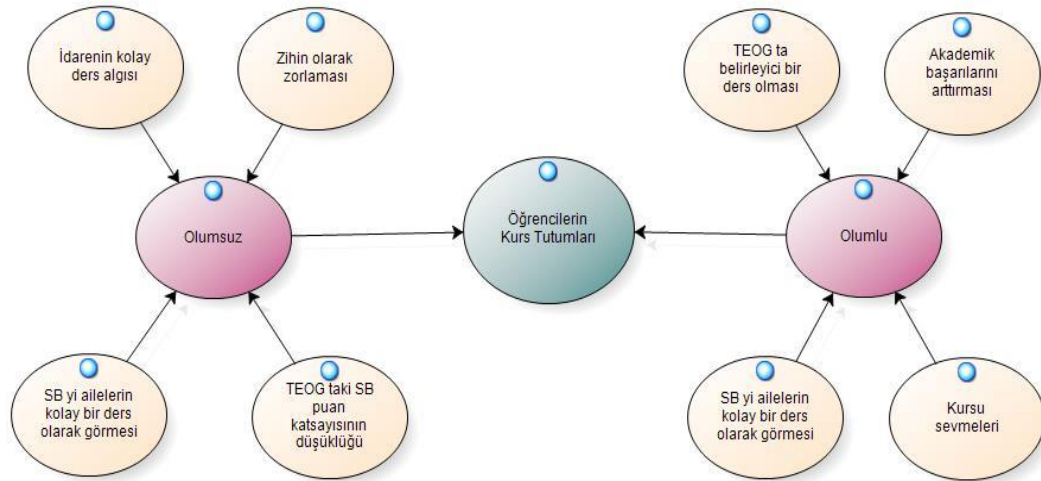 İdarenin kolay
ders algısı
Zihin olarak
zorlaması
TEOG ta
belirleyici bir
ders olması
Akademik
başarılarını
arttırması
Olumsuz
Öğrencilerin
Kurs Tutumları
Olumlu
SB yi ailelerin
kolay bir ders
olarak görmesi
TEOG taki SB
puan
katsayısının
düşüklüğü
SB yi ailelerin
kolay bir ders
olarak görmesi
Kursu
sevmeleri